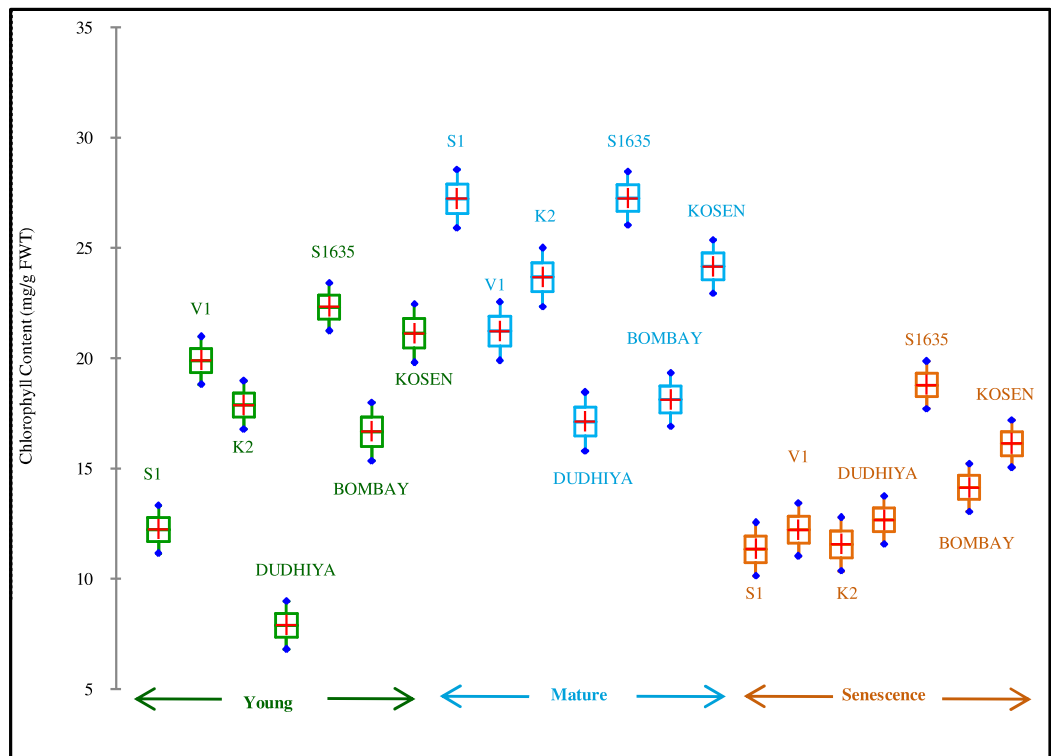 Chlorophyll Content (mg/g FWT)
35
30
25
20
15
10
5
S1
V1
K2
DUDHIYA
S1635
BOMBAY
KOSEN
S1
V1
K2
DUDHIYA
S1635
BOMBAY
KOSEN
S1
V1
K2
DUDHIYA
S1635
BOMBAY
KOSEN
Young
Mature
Senescence